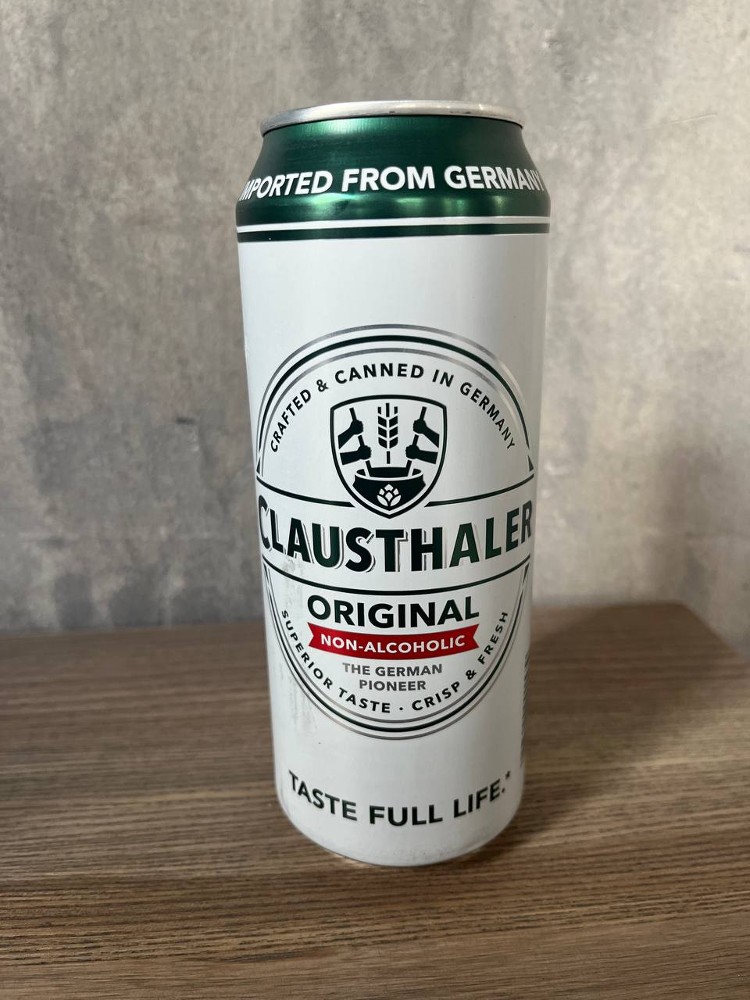 IMPORTED FROM GERMANY
CRAFTED & CANNED IN GERMANY
CLAUSTHALER
ORIGINAL
NON-ALCOHOLIC
THE GERMAN
PIONEER
SUPERIOR TASTE · CRISP & FRESH
TASTE FULL LIFE.*